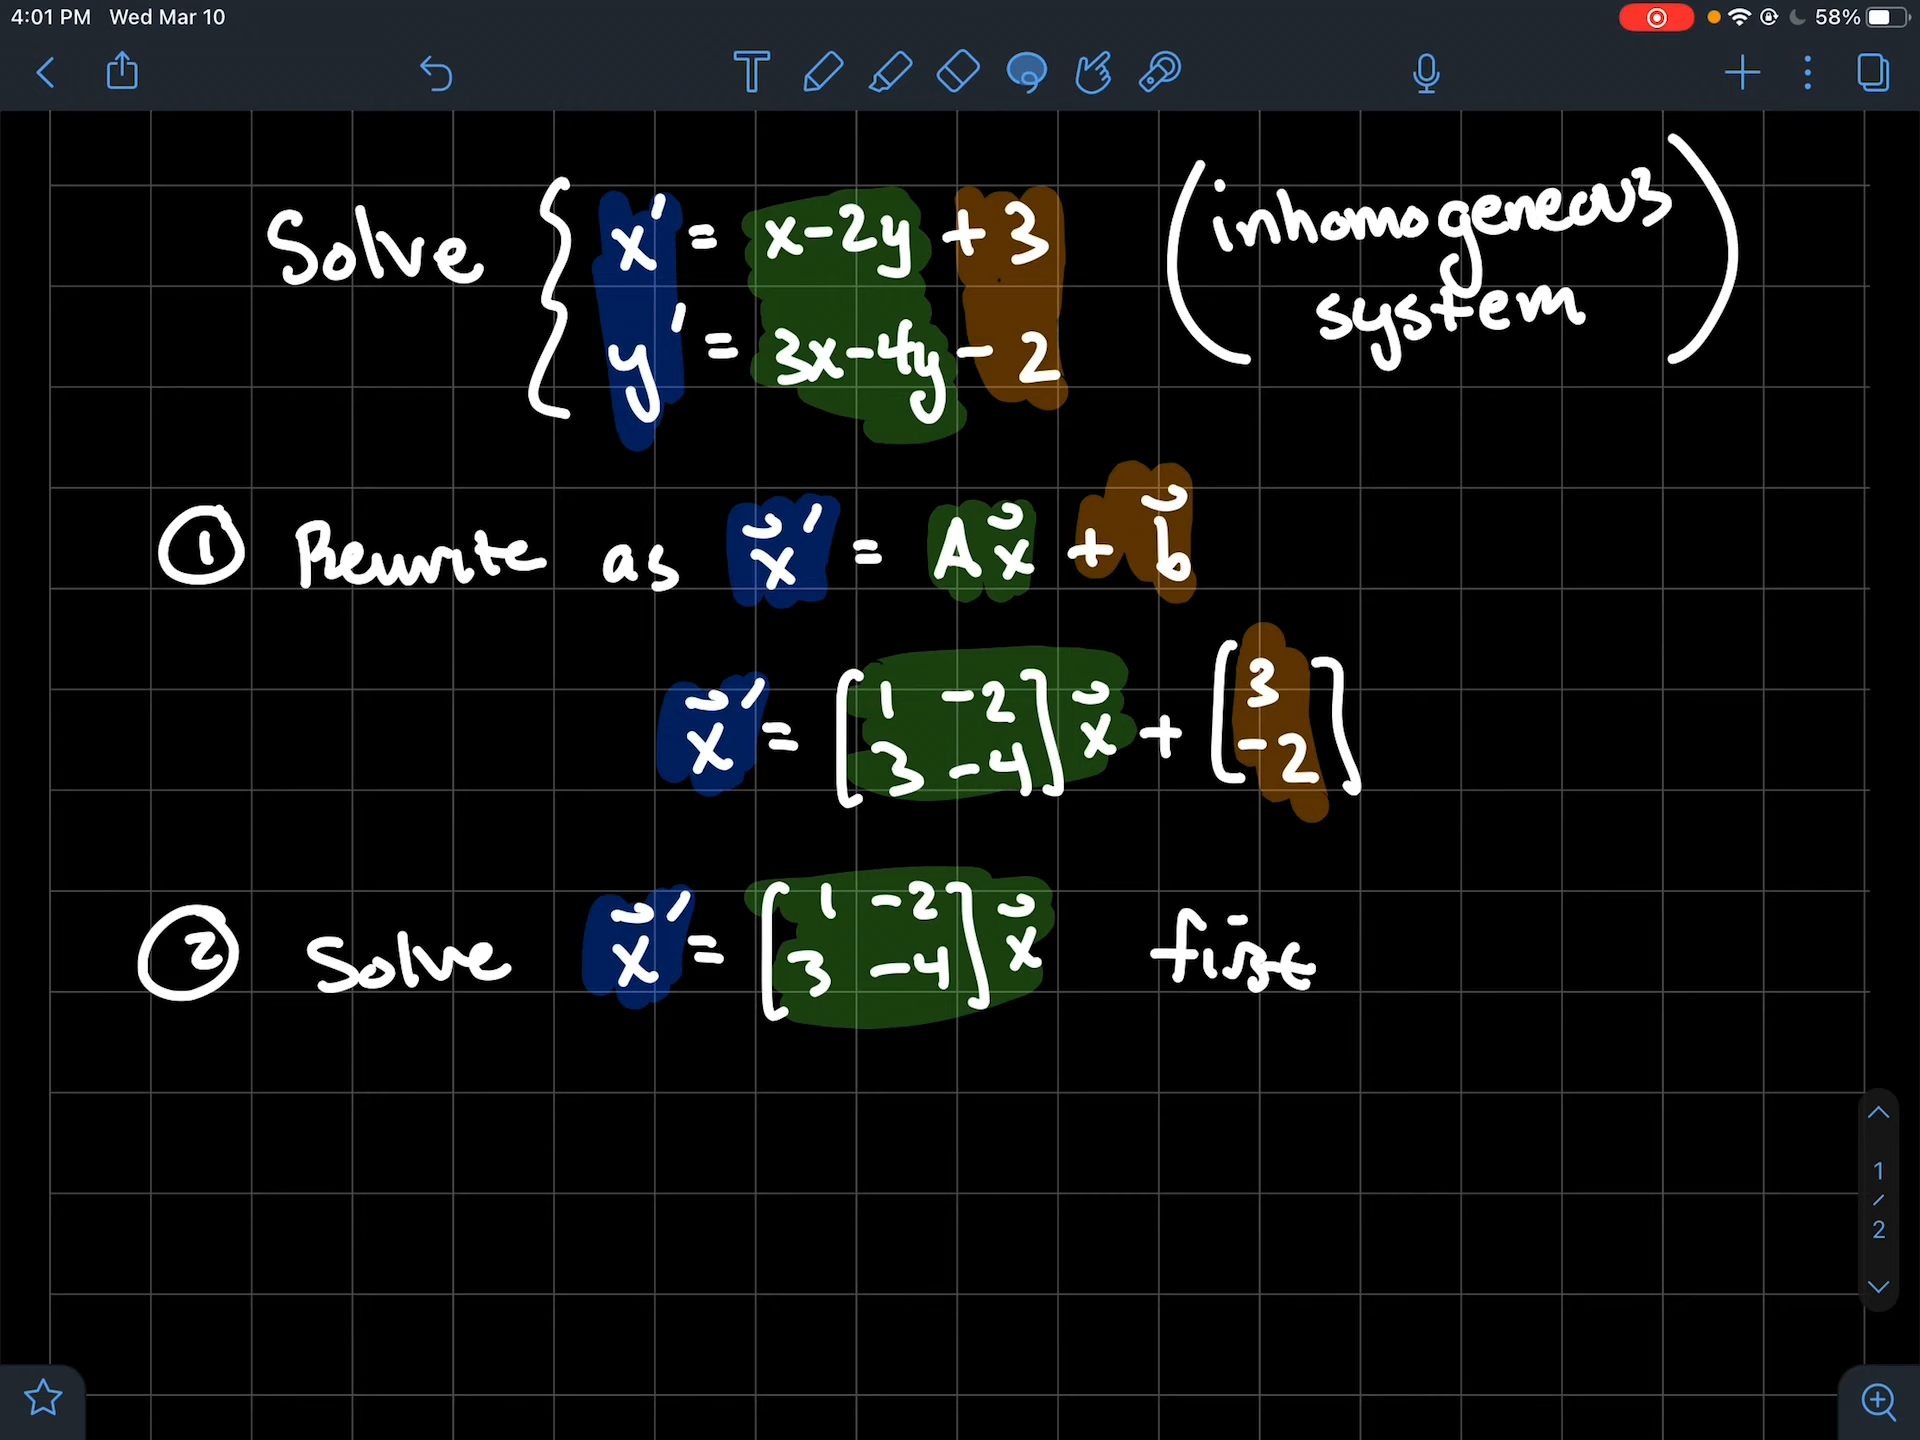 4:01 PM Wed Mar 10 58%
Solve { x' = x-2y + 3 (inhomogeneous
y' = 3x-4y - 2 system)
① Rewrite as x⃗' = Ax⃗ + b⃗
x⃗' = [1 -2] x⃗ + [3]
[3 -4] [-2]
② Solve x⃗' = [1 -2] x⃗ first
[3 -4]
1
/
2